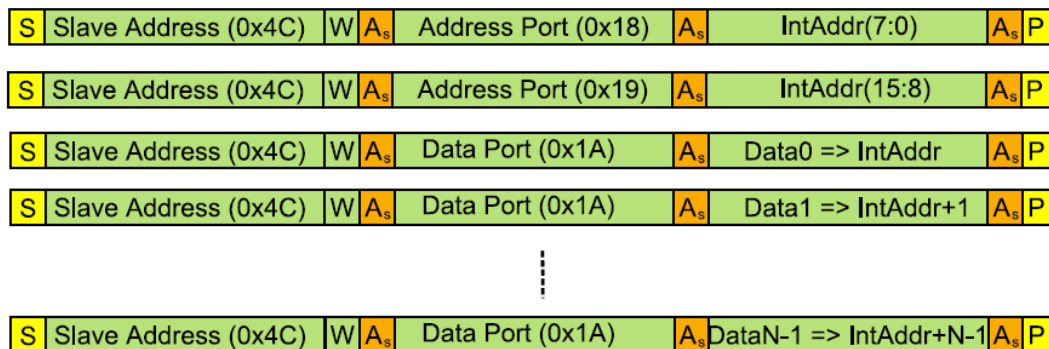 S Slave Address (0x4C) W As Address Port (0x18) As IntAddr(7:0) As P
S Slave Address (0x4C) W As Address Port (0x19) As IntAddr(15:8) As P
S Slave Address (0x4C) W As Data Port (0x1A) As Data0 => IntAddr As P
S Slave Address (0x4C) W As Data Port (0x1A) As Data1 => IntAddr+1 As P
S Slave Address (0x4C) W As Data Port (0x1A) As DataN-1 => IntAddr+N-1 As P